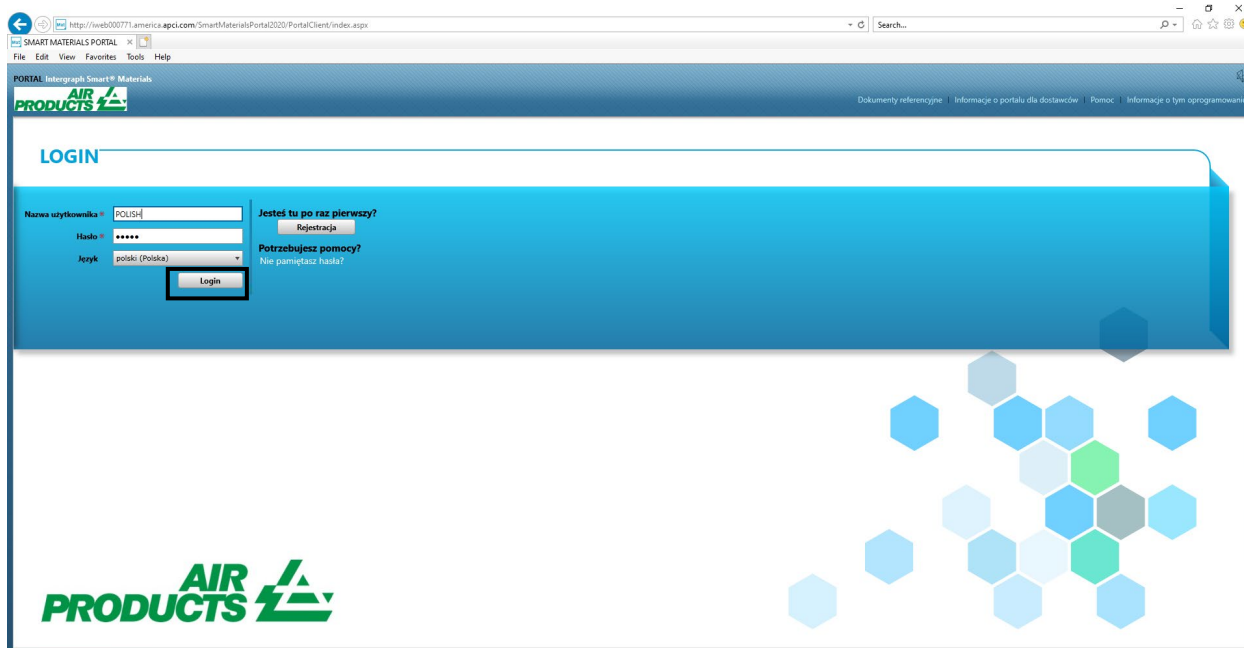 http://iweb000771.america.apci.com/SmartMaterialsPortal2020/PortalClient/index.aspx
Search...
SMART MATERIALS PORTAL
File Edit View Favorites Tools Help
PORTAL Intergraph Smart® Materials
AIR
PRODUCTS
Dokumenty referencyjne | Informacje o portalu dla dostawców | Pomoc | Informacje o tym oprogramowani
LOGIN
Nazwa użytkownika * POLISH
Hasło * •••••
Język polski (Polska)
Login
Jesteś tu po raz pierwszy?
Rejestracja
Potrzebujesz pomocy?
Nie pamiętasz hasła?
AIR
PRODUCTS